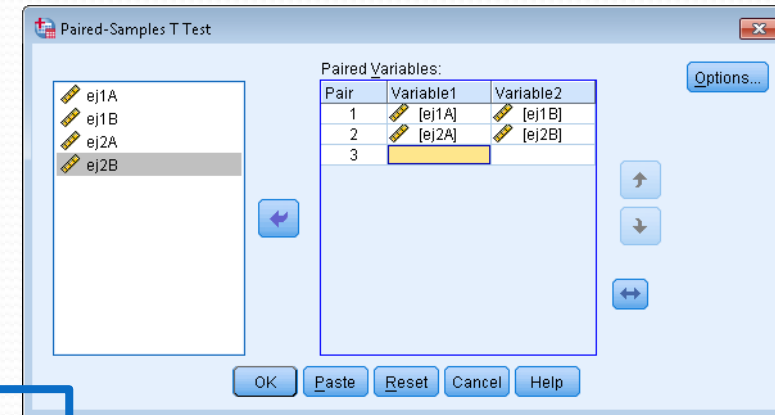 Paired-Samples T Test
Paired Variables:
Options...
ej1A
ej1B
ej2A
ej2B
Pair Variable1 Variable2
1 [ej1A] [ej1B]
2 [ej2A] [ej2B]
3
OK Paste Reset Cancel Help